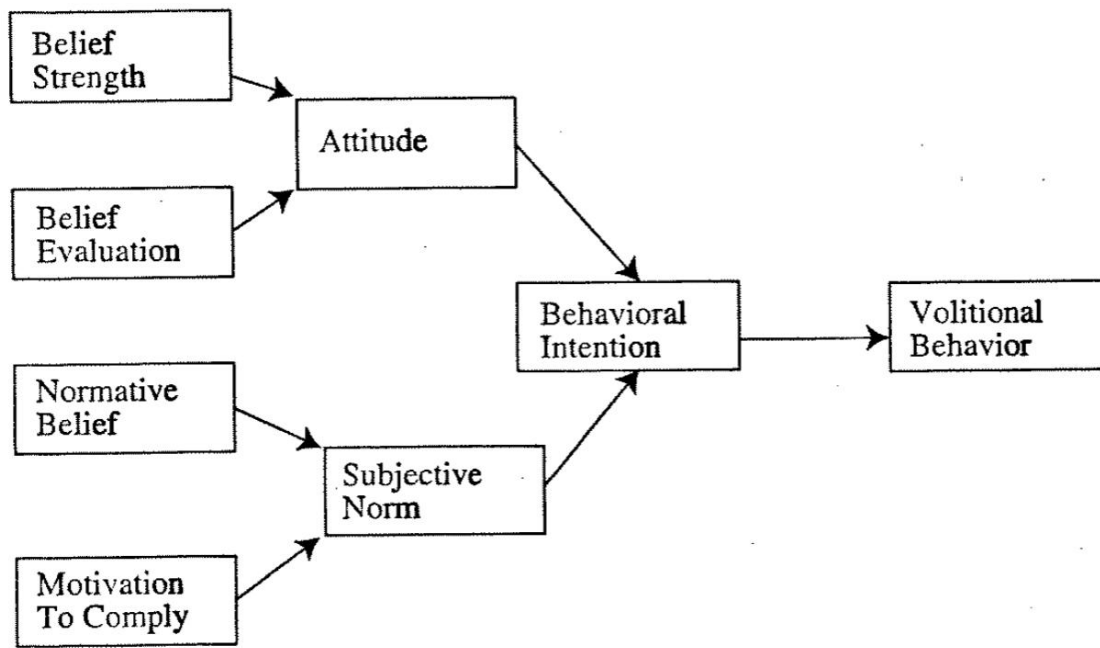 Belief
Strength
Attitude
Belief
Evaluation
Behavioral
Intention
Volitional
Behavior
Normative
Belief
Subjective
Norm
Motivation
To Comply